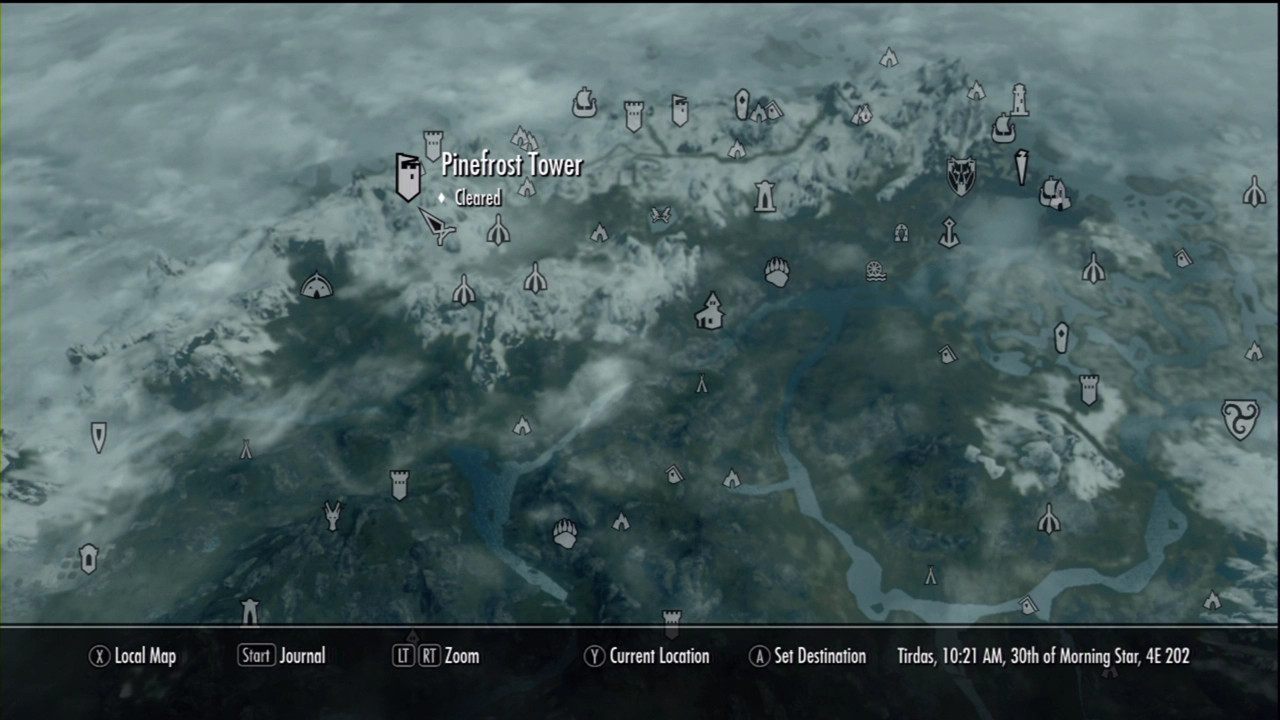 Pinefrost Tower
Cleared
X Local Map Start Journal LT RT Zoom Y Current Location A Set Destination Tirdas, 10:21 AM, 30th of Morning Star, 4E 202